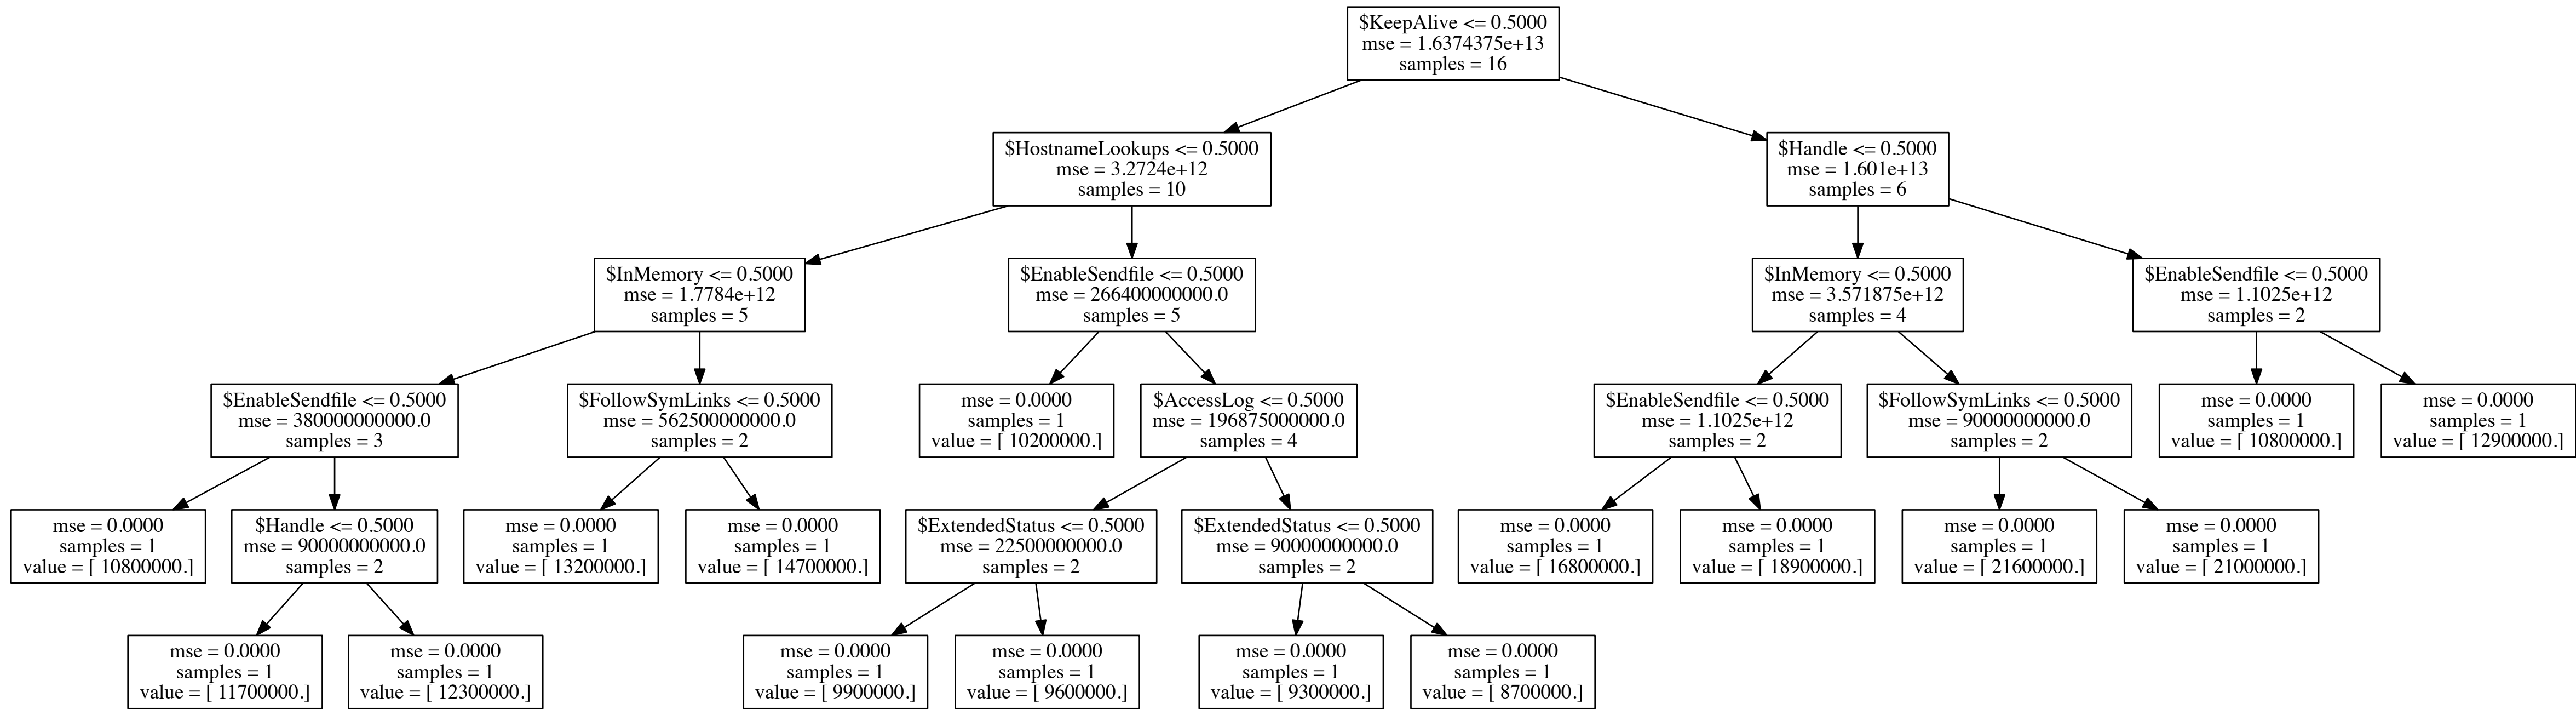 $KeepAlive <= 0.5000
mse = 1.6374375e+13
samples = 16
$HostnameLookups <= 0.5000
mse = 3.2724e+12
samples = 10
$Handle <= 0.5000
mse = 1.601e+13
samples = 6
$InMemory <= 0.5000
mse = 1.7784e+12
samples = 5
$EnableSendfile <= 0.5000
mse = 266400000000.0
samples = 5
$InMemory <= 0.5000
mse = 3.571875e+12
samples = 4
$EnableSendfile <= 0.5000
mse = 1.1025e+12
samples = 2
$EnableSendfile <= 0.5000
mse = 380000000000.0
samples = 3
$FollowSymLinks <= 0.5000
mse = 562500000000.0
samples = 2
mse = 0.0000
samples = 1
value = [ 10200000.]
$AccessLog <= 0.5000
mse = 196875000000.0
samples = 4
$EnableSendfile <= 0.5000
mse = 1.1025e+12
samples = 2
$FollowSymLinks <= 0.5000
mse = 90000000000.0
samples = 2
mse = 0.0000
samples = 1
value = [ 10800000.]
mse = 0.0000
samples = 1
value = [ 12900000.]
mse = 0.0000
samples = 1
value = [ 10800000.]
$Handle <= 0.5000
mse = 90000000000.0
samples = 2
mse = 0.0000
samples = 1
value = [ 13200000.]
mse = 0.0000
samples = 1
value = [ 14700000.]
$ExtendedStatus <= 0.5000
mse = 22500000000.0
samples = 2
$ExtendedStatus <= 0.5000
mse = 90000000000.0
samples = 2
mse = 0.0000
samples = 1
value = [ 16800000.]
mse = 0.0000
samples = 1
value = [ 18900000.]
mse = 0.0000
samples = 1
value = [ 21600000.]
mse = 0.0000
samples = 1
value = [ 21000000.]
mse = 0.0000
samples = 1
value = [ 11700000.]
mse = 0.0000
samples = 1
value = [ 12300000.]
mse = 0.0000
samples = 1
value = [ 9900000.]
mse = 0.0000
samples = 1
value = [ 9600000.]
mse = 0.0000
samples = 1
value = [ 9300000.]
mse = 0.0000
samples = 1
value = [ 8700000.]